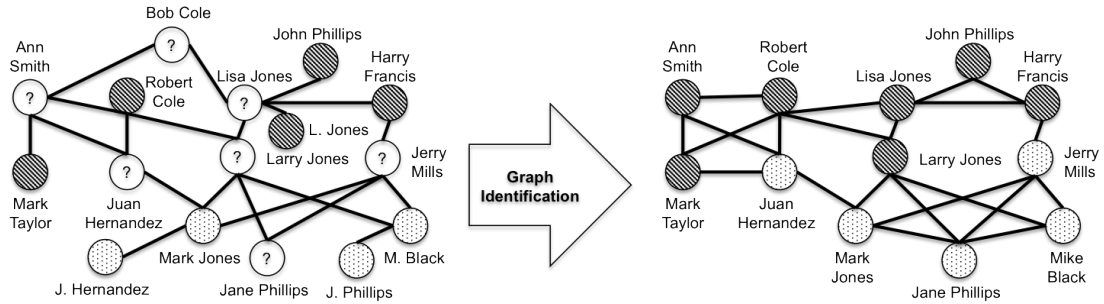 Bob Cole
Ann
Smith
?
John Phillips
Robert
Cole
Lisa Jones
Harry
Francis
?
?
L. Jones
?
?
?
Larry Jones
Jerry
Mills
Mark
Taylor
Juan
Hernandez
Mark Jones
?
M. Black
J. Hernandez
Jane Phillips
J. Phillips
Graph
Identification
Ann
Smith
Robert
Cole
John Phillips
Lisa Jones
Harry
Francis
Larry Jones
Jerry
Mills
Mark
Taylor
Juan
Hernandez
Mark
Jones
Jane Phillips
Mike
Black